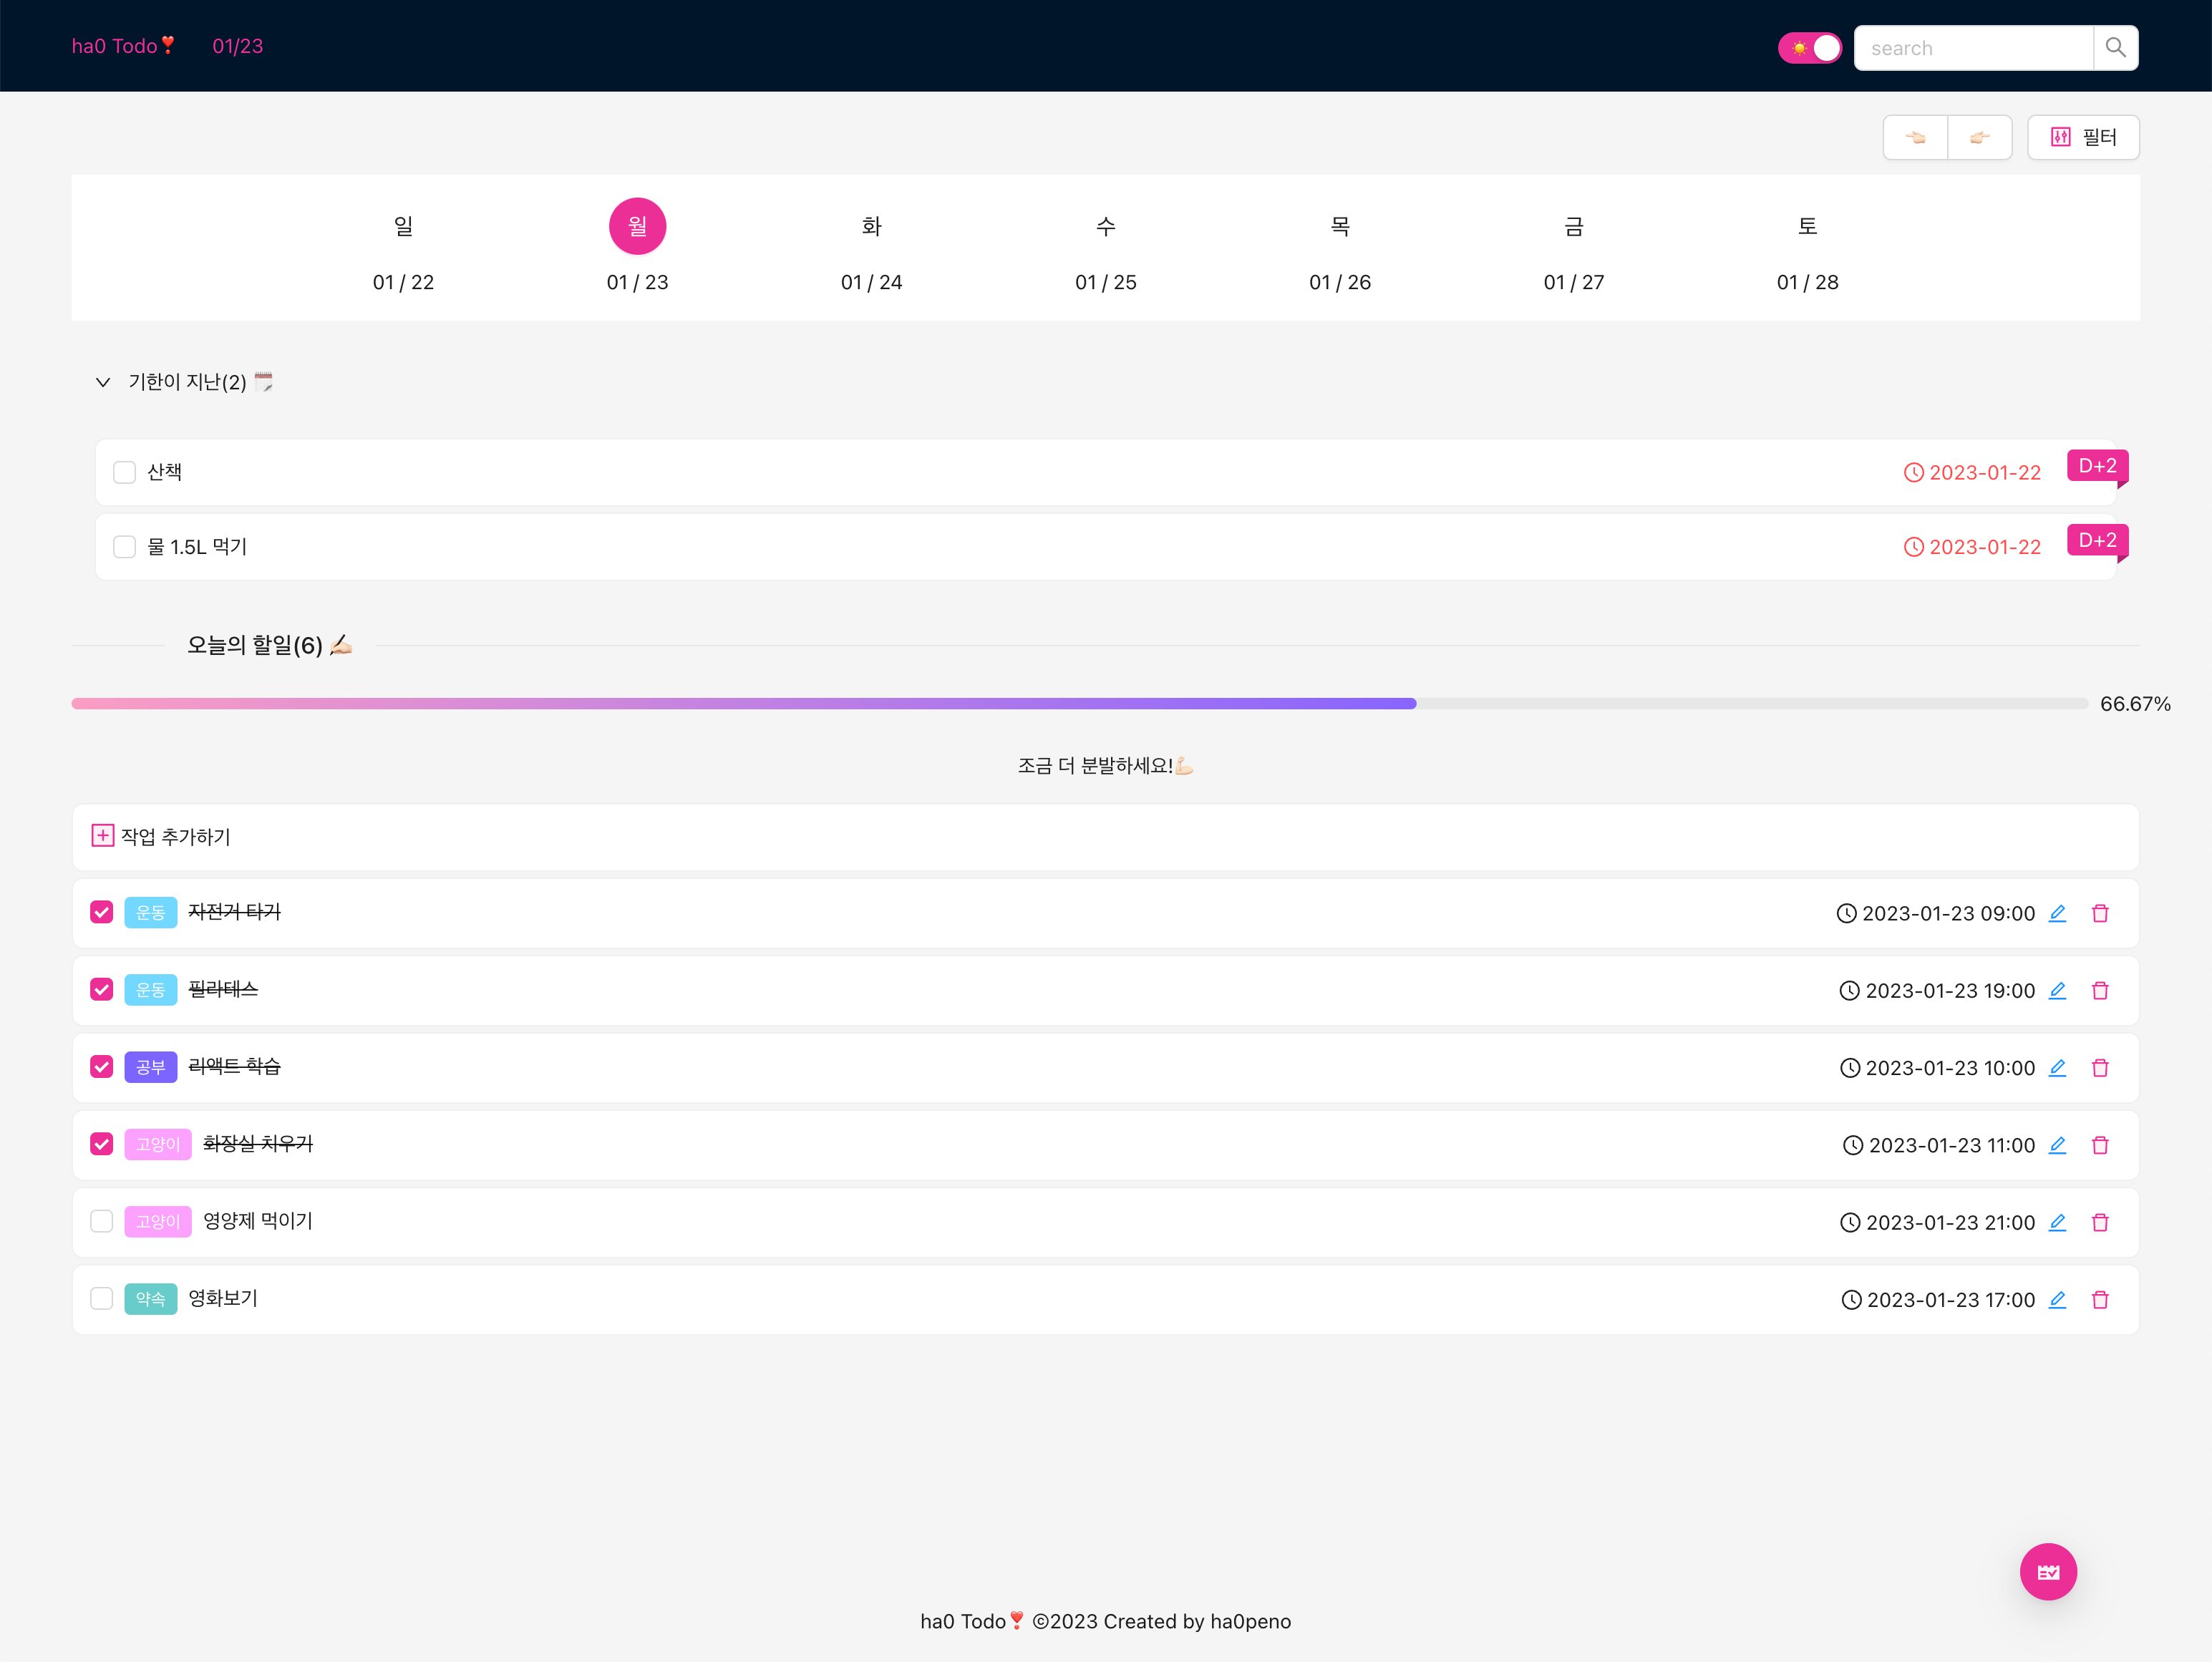 ha0 Todo❣️ 01/23
search
필터
일 월 화 수 목 금 토
01 / 22 01 / 23 01 / 24 01 / 25 01 / 26 01 / 27 01 / 28
기한이 지난(2) 🗓️
산책 2023-01-22 D+2
물 1.5L 먹기 2023-01-22 D+2
오늘의 할일(6) ✍🏻
66.67%
조금 더 분발하세요!💪🏻
작업 추가하기
운동 자전거 타기 2023-01-23 09:00
운동 필라테스 2023-01-23 19:00
공부 리액트 학습 2023-01-23 10:00
고양이 화장실 치우기 2023-01-23 11:00
고양이 영양제 먹이기 2023-01-23 21:00
약속 영화보기 2023-01-23 17:00
ha0 Todo❣️ ©2023 Created by ha0peno